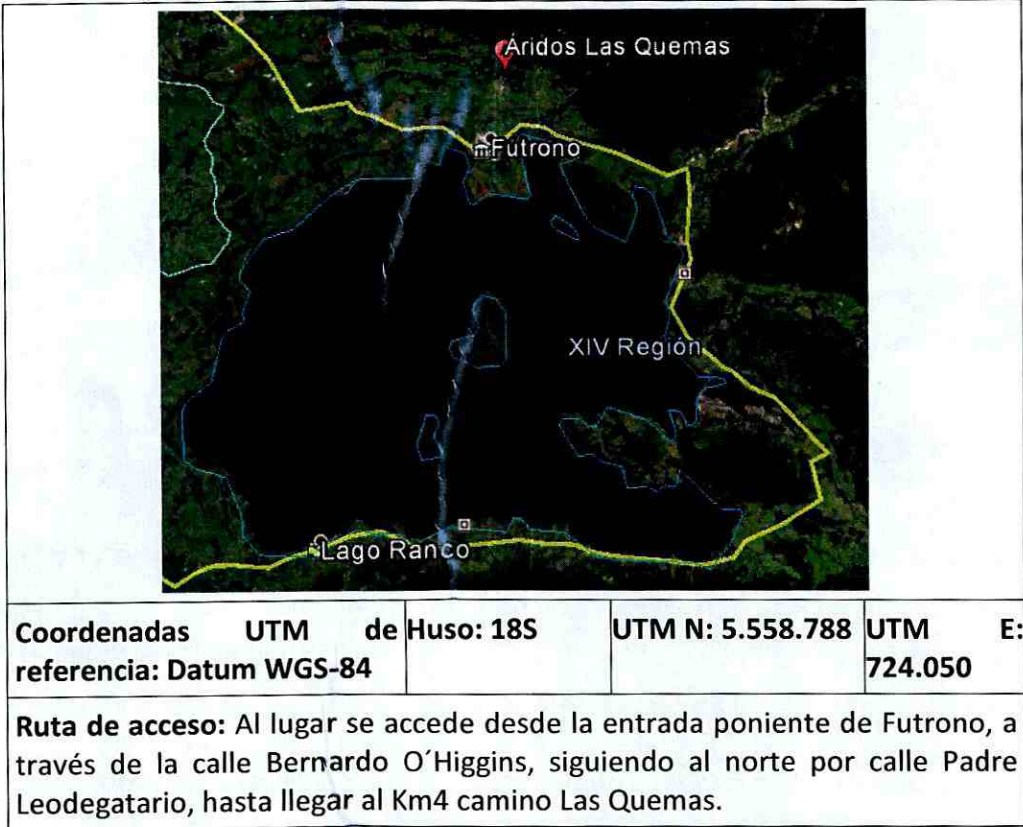 Áridos Las Quemas
Futrono
XIV Región
Lago Ranco
Coordenadas UTM de
referencia: Datum WGS-84
Huso: 18S
UTM N: 5.558.788
UTM E:
724.050
Ruta de acceso: Al lugar se accede desde la entrada poniente de Futrono, a
través de la calle Bernardo O´Higgins, siguiendo al norte por calle Padre
Leodegatario, hasta llegar al Km4 camino Las Quemas.